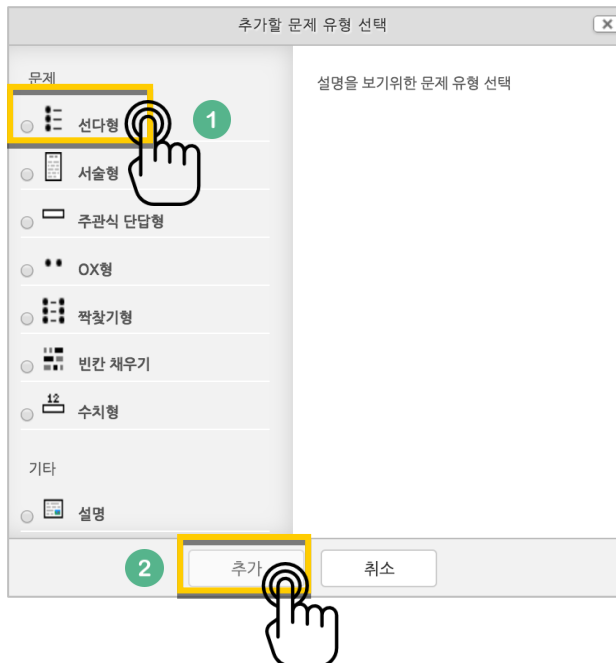 추가할 문제 유형 선택
x
문제
설명을 보기위한 문제 유형 선택
선다형
1
서술형
주관식 단답형
OX형
짝찾기형
빈칸 채우기
12
수치형
기타
설명
2
추가
취소